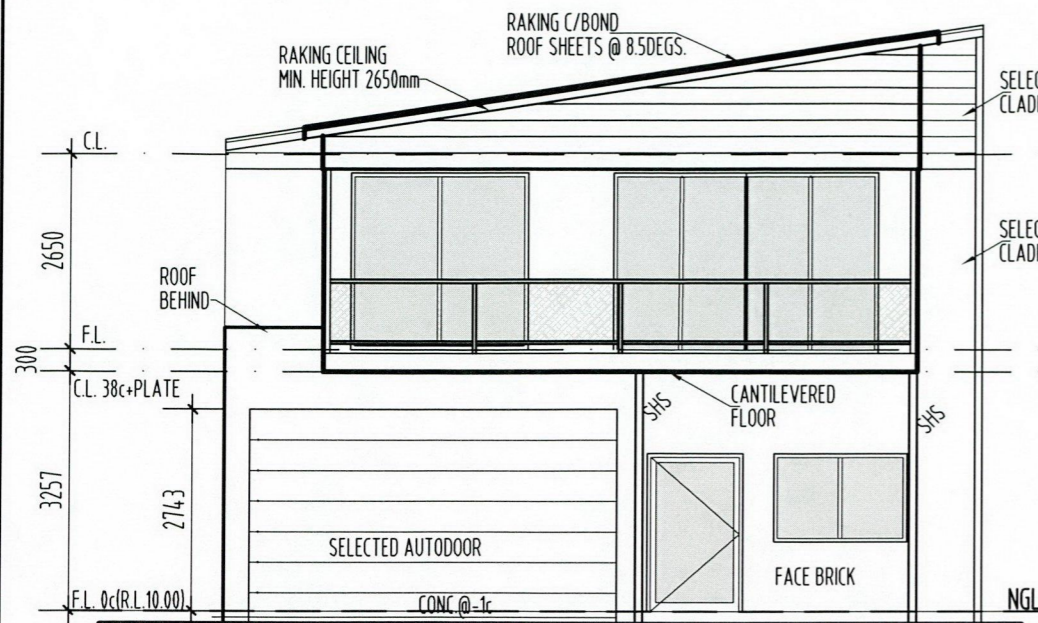 RAKING C/BOND
ROOF SHEETS @ 8.5DEGS.
RAKING CEILING
MIN. HEIGHT 2650mm
C.L.
2650
ROOF
BEHIND
F.L.
300
C.L. 38c+PLATE
3257
2743
CANTILEVERED
FLOOR
SHS
SHS
SELECTED AUTODOOR
FACE BRICK
F.L. 0c(R.L.10.00)
CONC @-1c
NGL